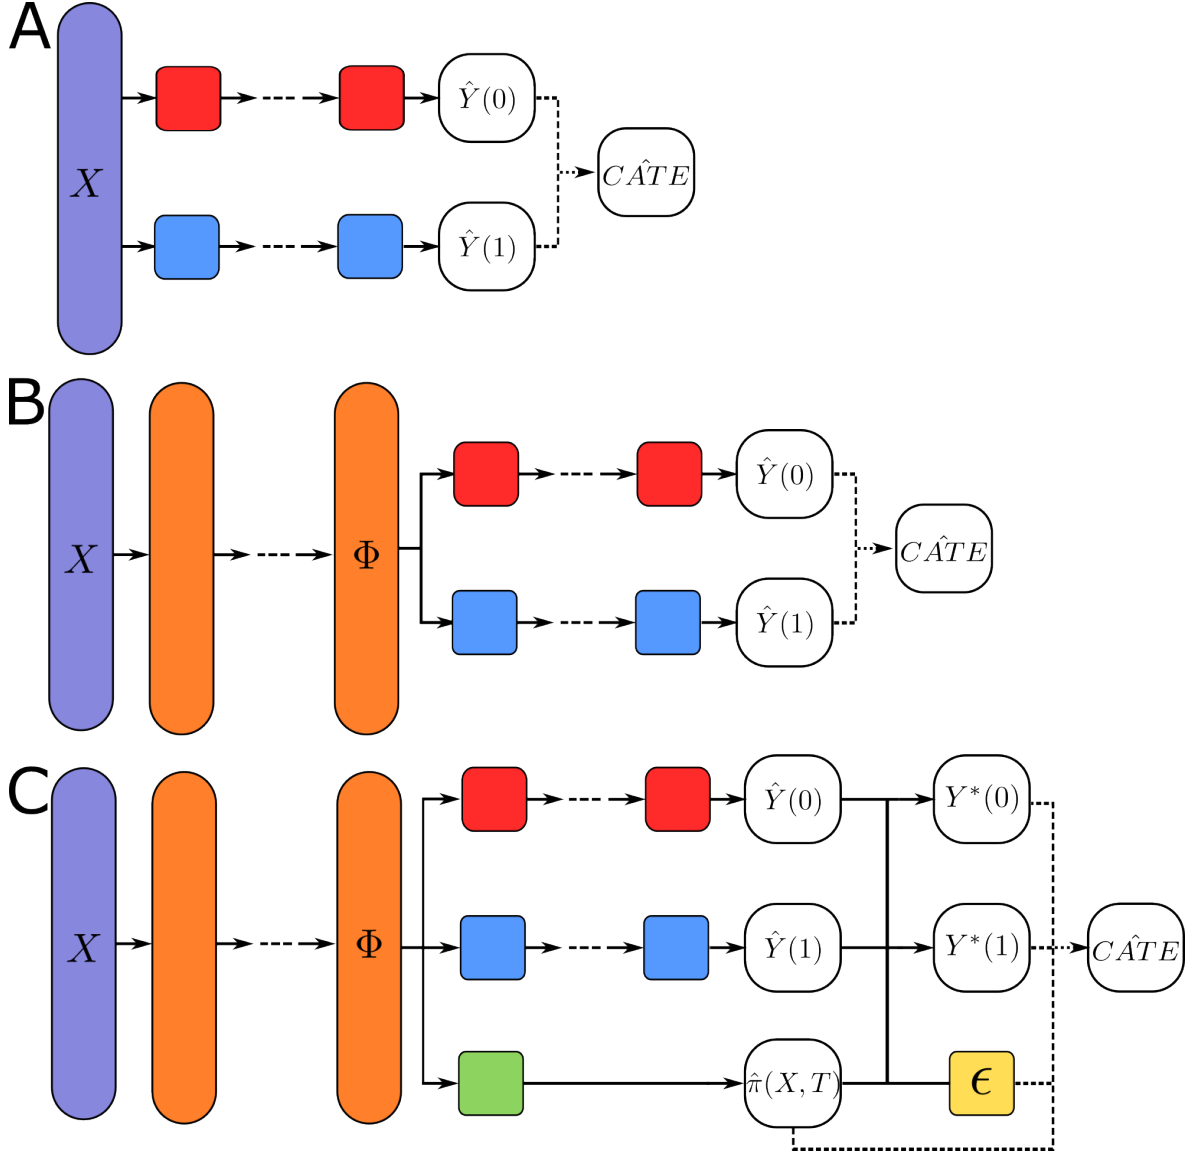 A
X
Ŷ(0)
Ŷ(1)
CÂTE
B
X
Φ
Ŷ(0)
Ŷ(1)
CÂTE
C
X
Φ
Ŷ(0)
Y*(0)
Ŷ(1)
Y*(1)
CÂTE
π̂(X, T)
ϵ